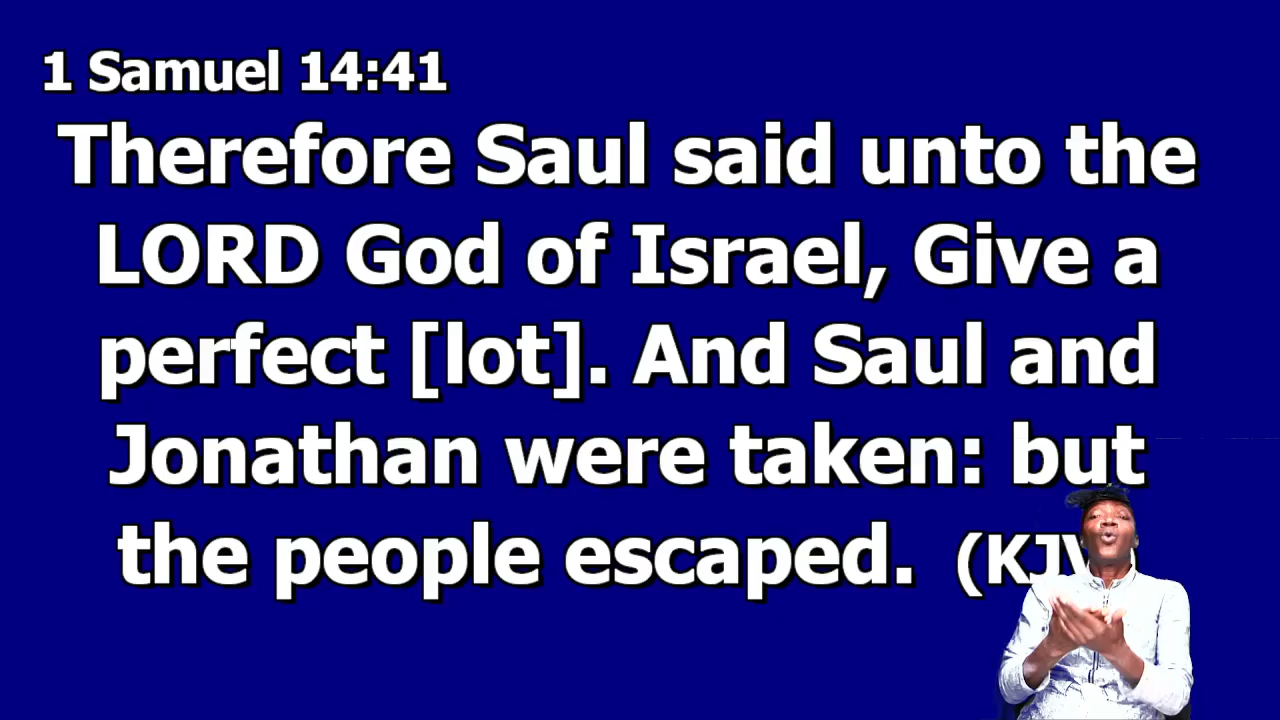 1 Samuel 14:41
Therefore Saul said unto the
LORD God of Israel, Give a
perfect [lot]. And Saul and
Jonathan were taken: but
the people escaped. (KJV)